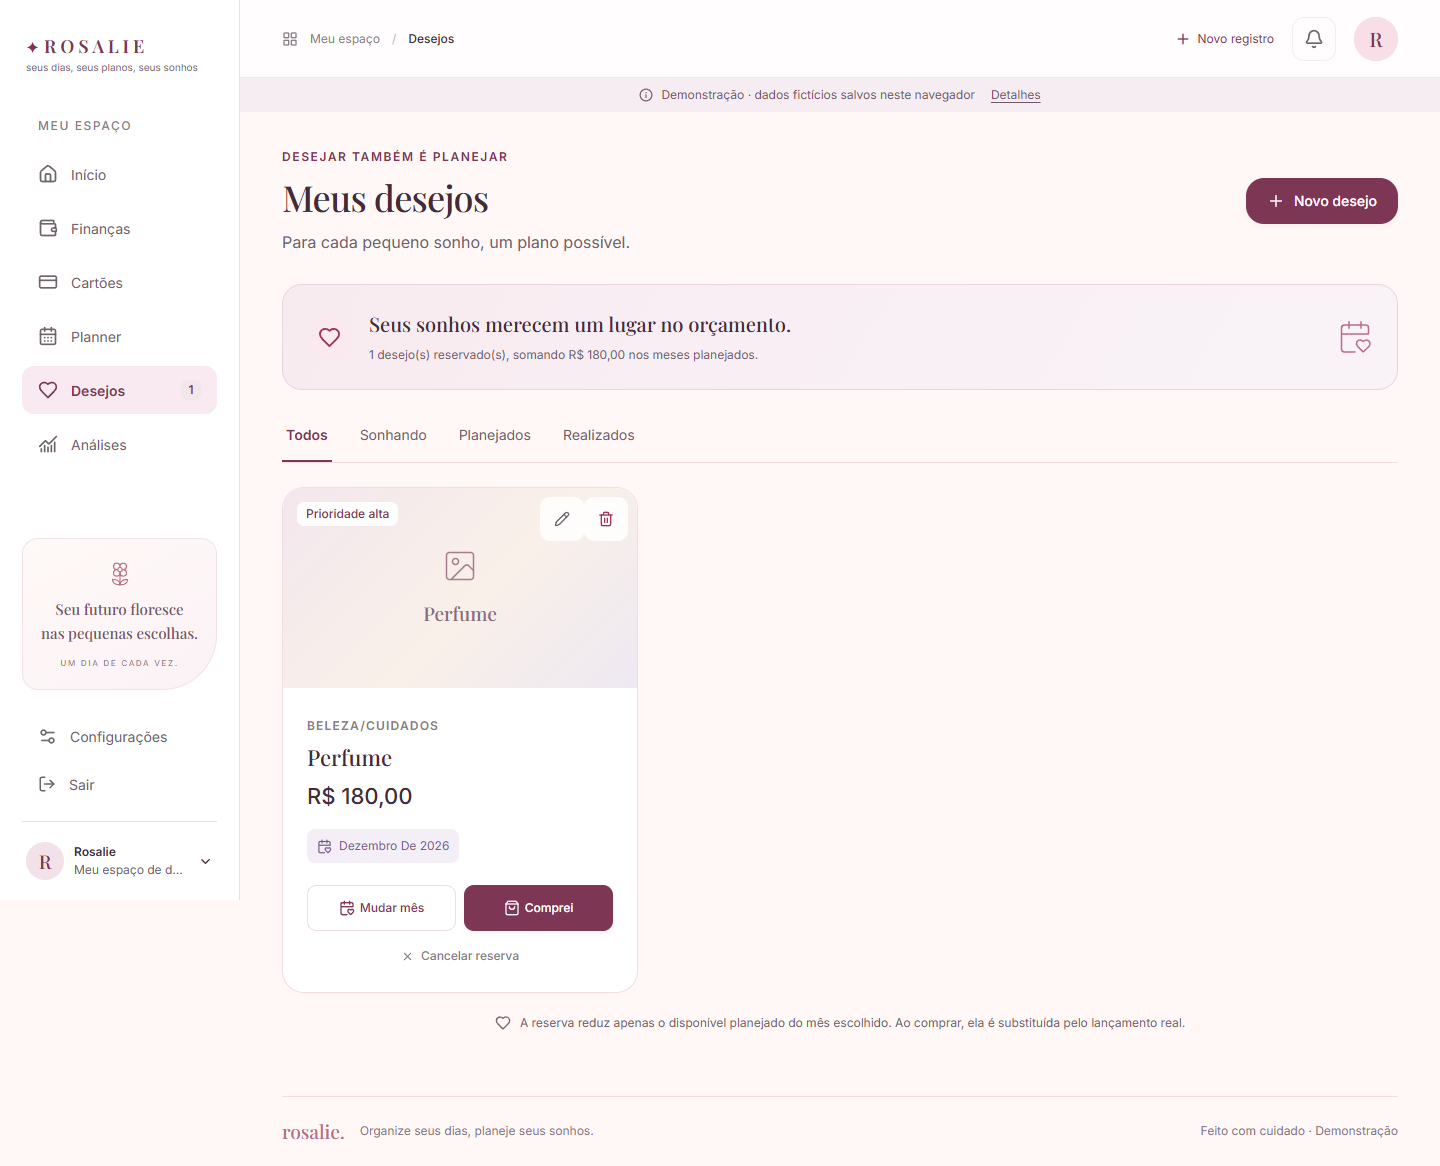 ✦ ROSALIE
seus dias, seus planos, seus sonhos
MEU ESPAÇO
Início
Finanças
Cartões
Planner
Desejos 1
Análises
Seu futuro floresce
nas pequenas escolhas.
UM DIA DE CADA VEZ.
Configurações
Sair
R
Rosalie
Meu espaço de d...
Meu espaço / Desejos
Novo registro
R
Demonstração · dados fictícios salvos neste navegador Detalhes
DESEJAR TAMBÉM É PLANEJAR
Meus desejos
Para cada pequeno sonho, um plano possível.
Novo desejo
Seus sonhos merecem um lugar no orçamento.
1 desejo(s) reservado(s), somando R$ 180,00 nos meses planejados.
Todos Sonhando Planejados Realizados
Prioridade alta
Perfume
BELEZA/CUIDADOS
Perfume
R$ 180,00
Dezembro De 2026
Mudar mês Comprei
Cancelar reserva
A reserva reduz apenas o disponível planejado do mês escolhido. Ao comprar, ela é substituída pelo lançamento real.
rosalie. Organize seus dias, planeje seus sonhos.
Feito com cuidado · Demonstração